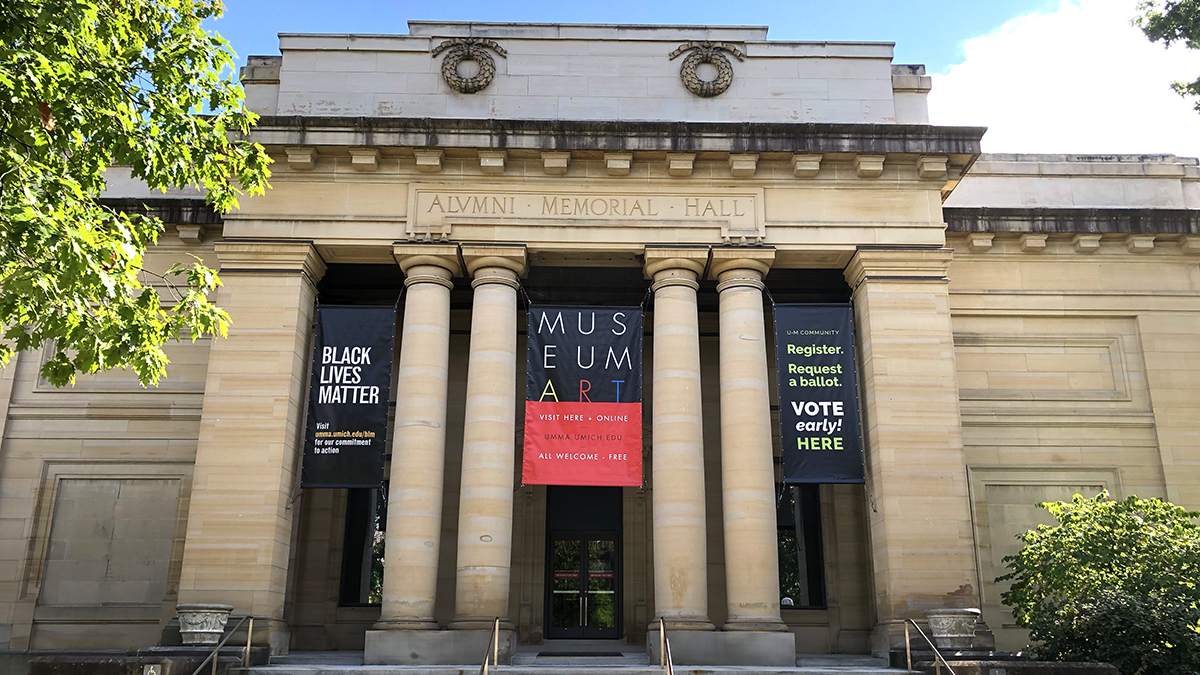 ALVMNI · MEMORIAL · HALL
BLACK
LIVES
MATTER
Visit
umma.umich.edu/blm
for our commitment
to action
MUS
EUM
ART
VISIT HERE + ONLINE
UMMA.UMICH.EDU
ALL WELCOME - FREE
U-M COMMUNITY
Register.
Request
a ballot.
VOTE
early!
HERE